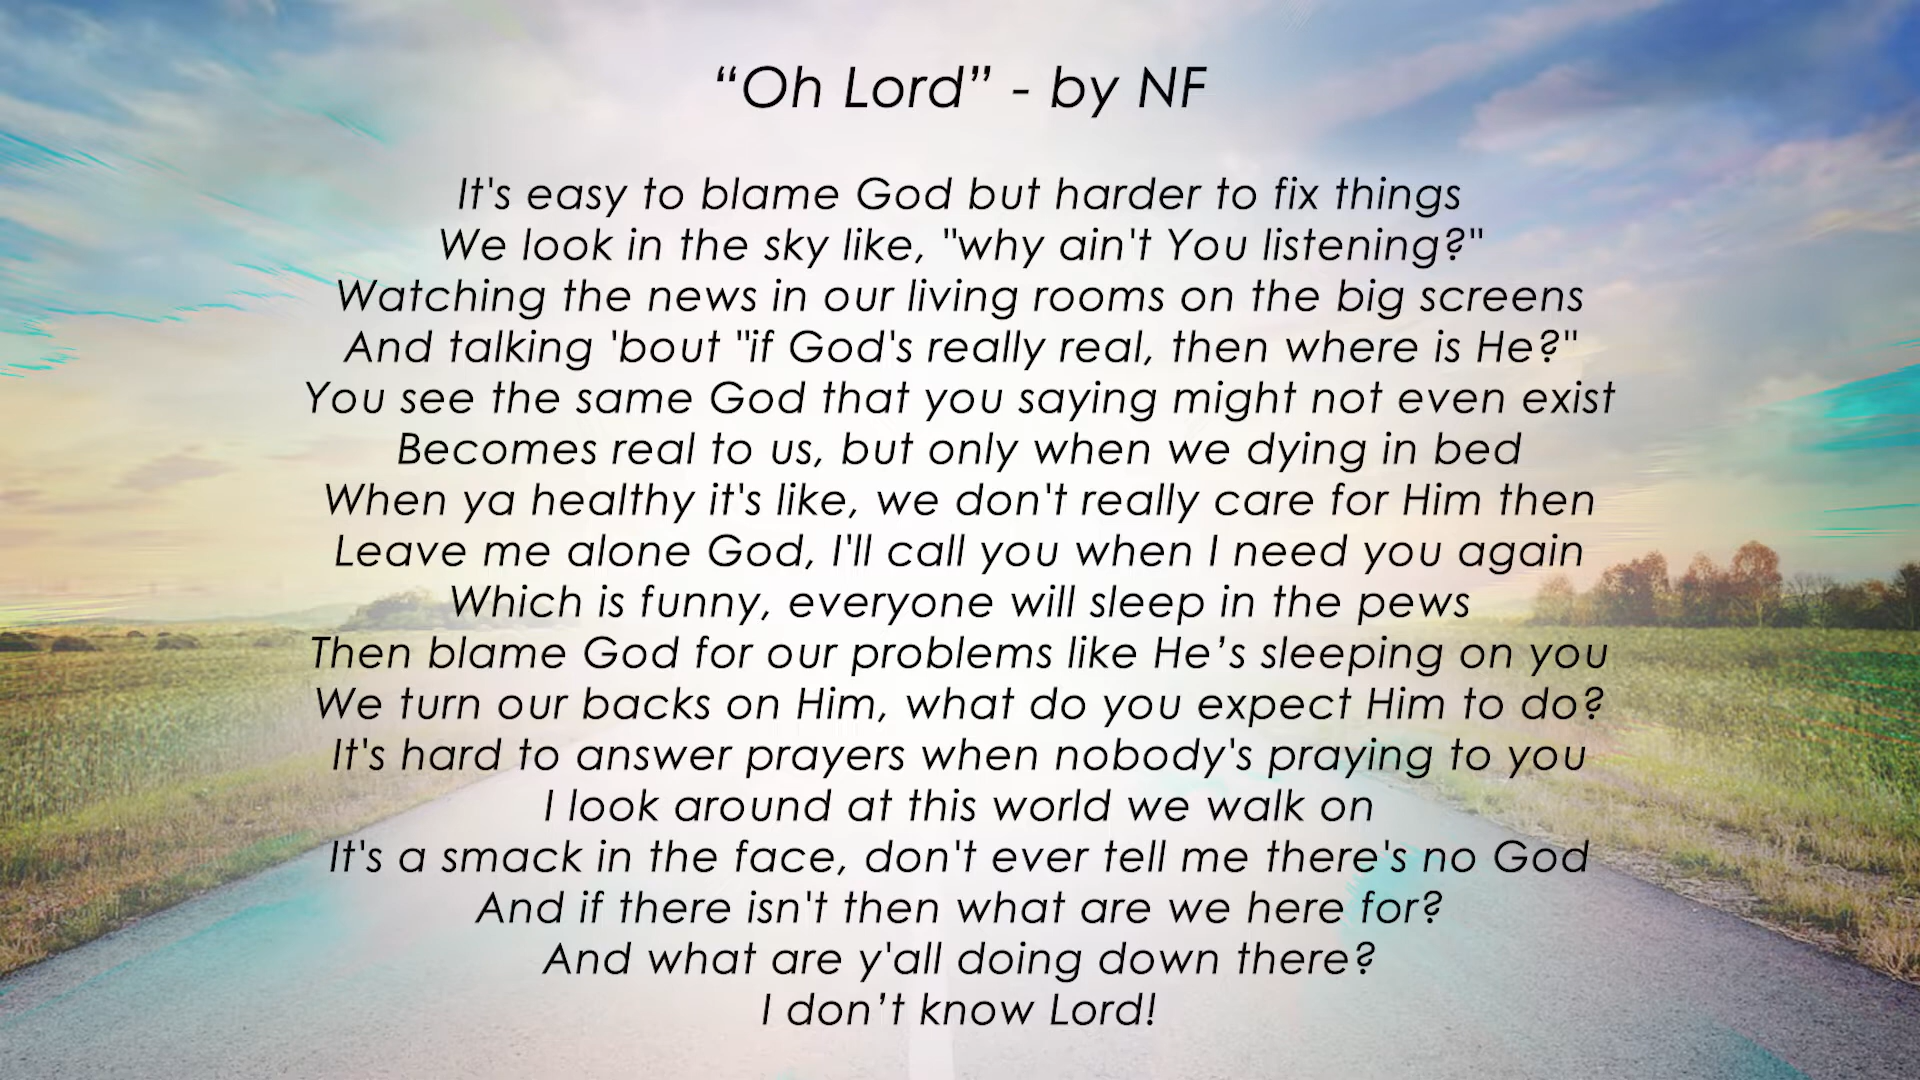 “Oh Lord” - by NF
It's easy to blame God but harder to fix things
We look in the sky like, "why ain't You listening?"
Watching the news in our living rooms on the big screens
And talking 'bout "if God's really real, then where is He?"
You see the same God that you saying might not even exist
Becomes real to us, but only when we dying in bed
When ya healthy it's like, we don't really care for Him then
Leave me alone God, I'll call you when I need you again
Which is funny, everyone will sleep in the pews
Then blame God for our problems like He’s sleeping on you
We turn our backs on Him, what do you expect Him to do?
It's hard to answer prayers when nobody's praying to you
I look around at this world we walk on
It's a smack in the face, don't ever tell me there's no God
And if there isn't then what are we here for?
And what are y'all doing down there?
I don’t know Lord!